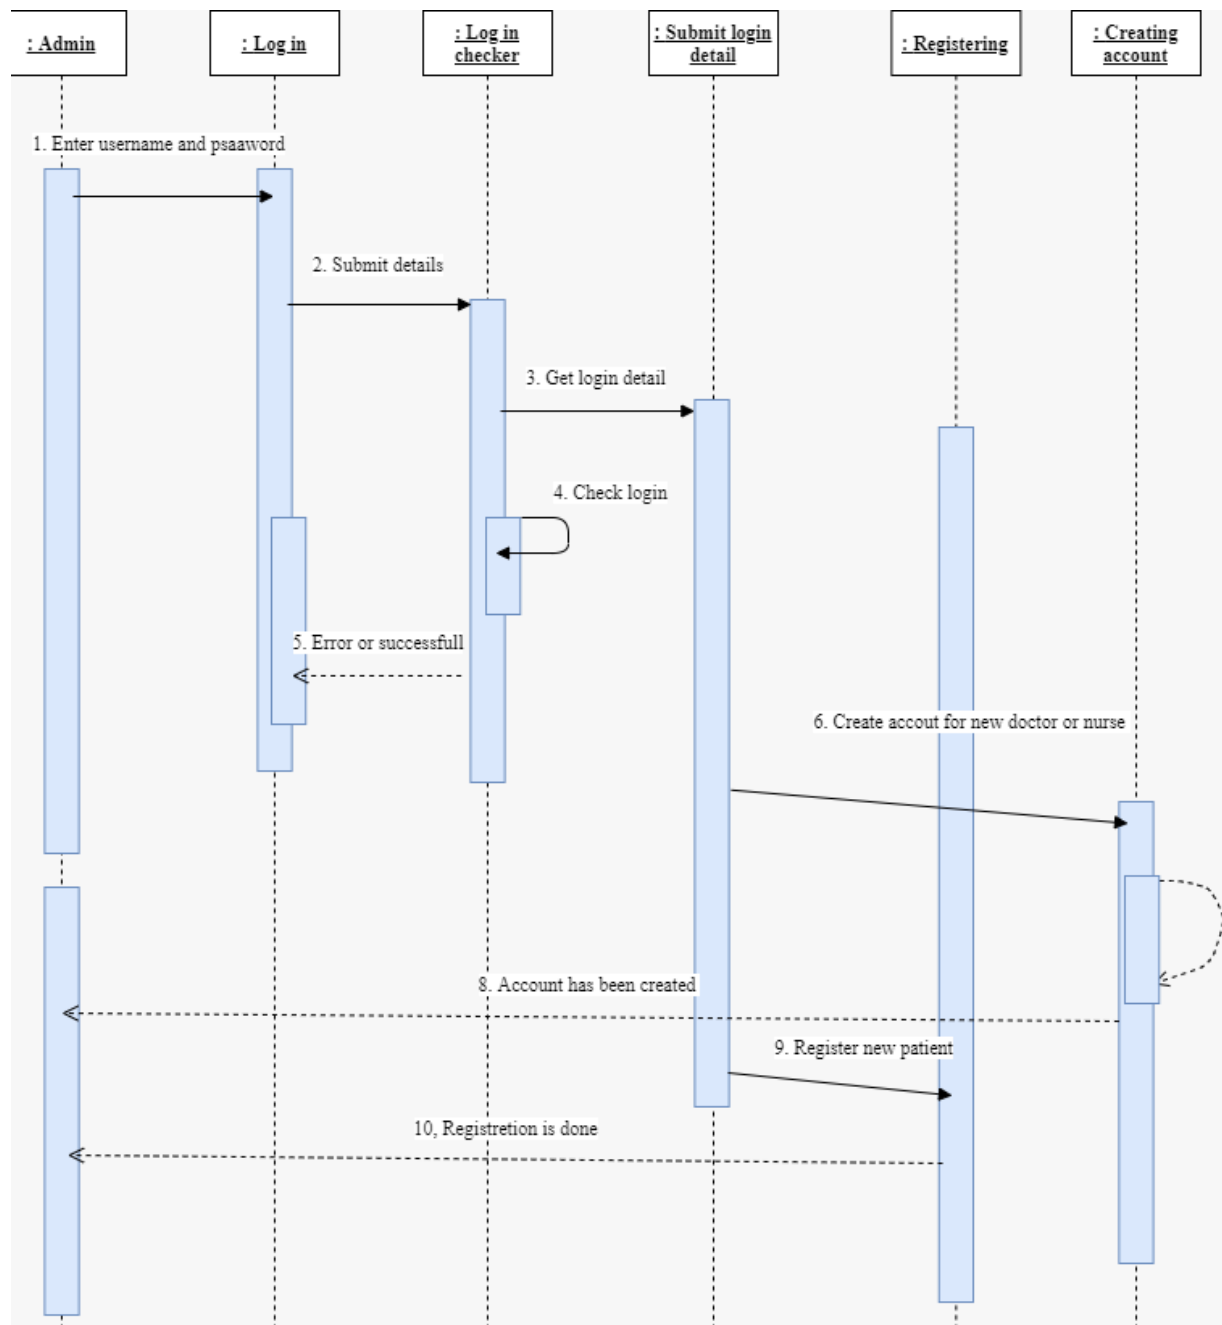 : Admin
: Log in
: Log in
checker
: Submit login
detail
: Registering
: Creating
account
1. Enter username and psaaword
2. Submit details
3. Get login detail
4. Check login
5. Error or successfull
6. Create accout for new doctor or nurse
8. Account has been created
9. Register new patient
10, Registretion is done